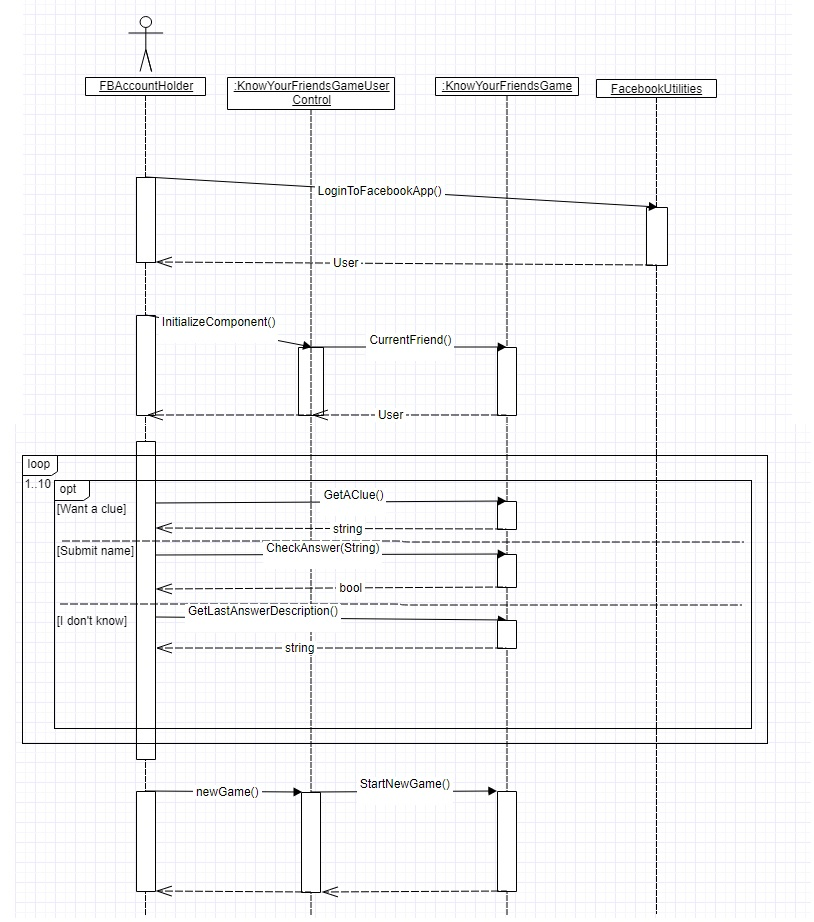 FBAccountHolder
:KnowYourFriendsGameUser
Control
:KnowYourFriendsGame
FacebookUtilities
LoginToFacebookApp()
User
InitializeComponent()
CurrentFriend()
User
loop
1..10
opt
[Want a clue]
GetAClue()
string
[Submit name]
CheckAnswer(String)
bool
[I don't know]
GetLastAnswerDescription()
string
newGame()
StartNewGame()